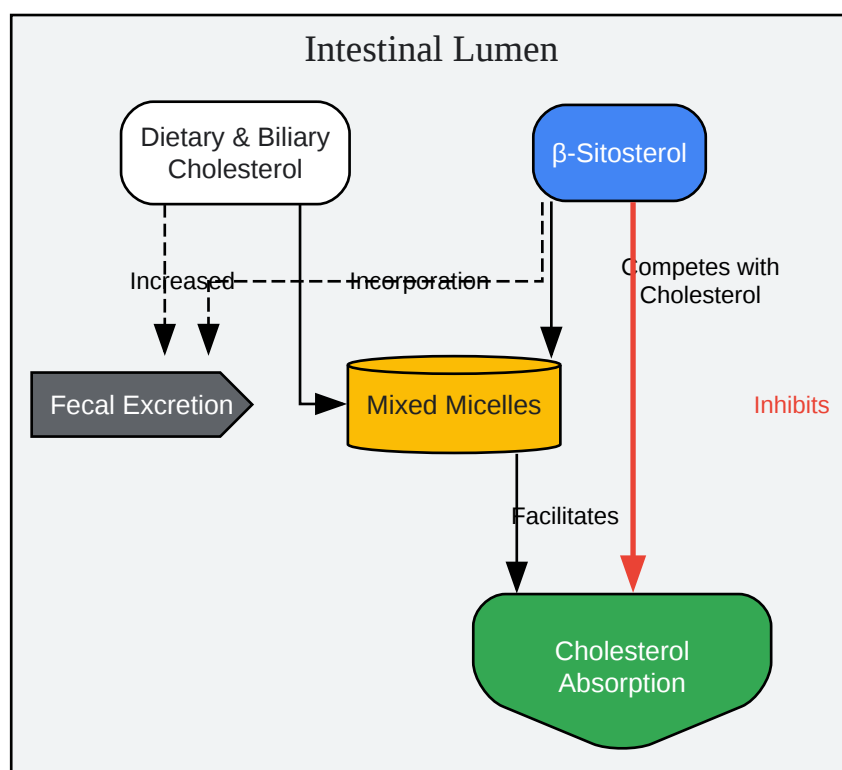 Intestinal Lumen
Dietary & Biliary
Cholesterol
β-Sitosterol
Increased
Incorporation
Competes with
Cholesterol
Fecal Excretion
Mixed Micelles
Inhibits
Facilitates
Cholesterol
Absorption